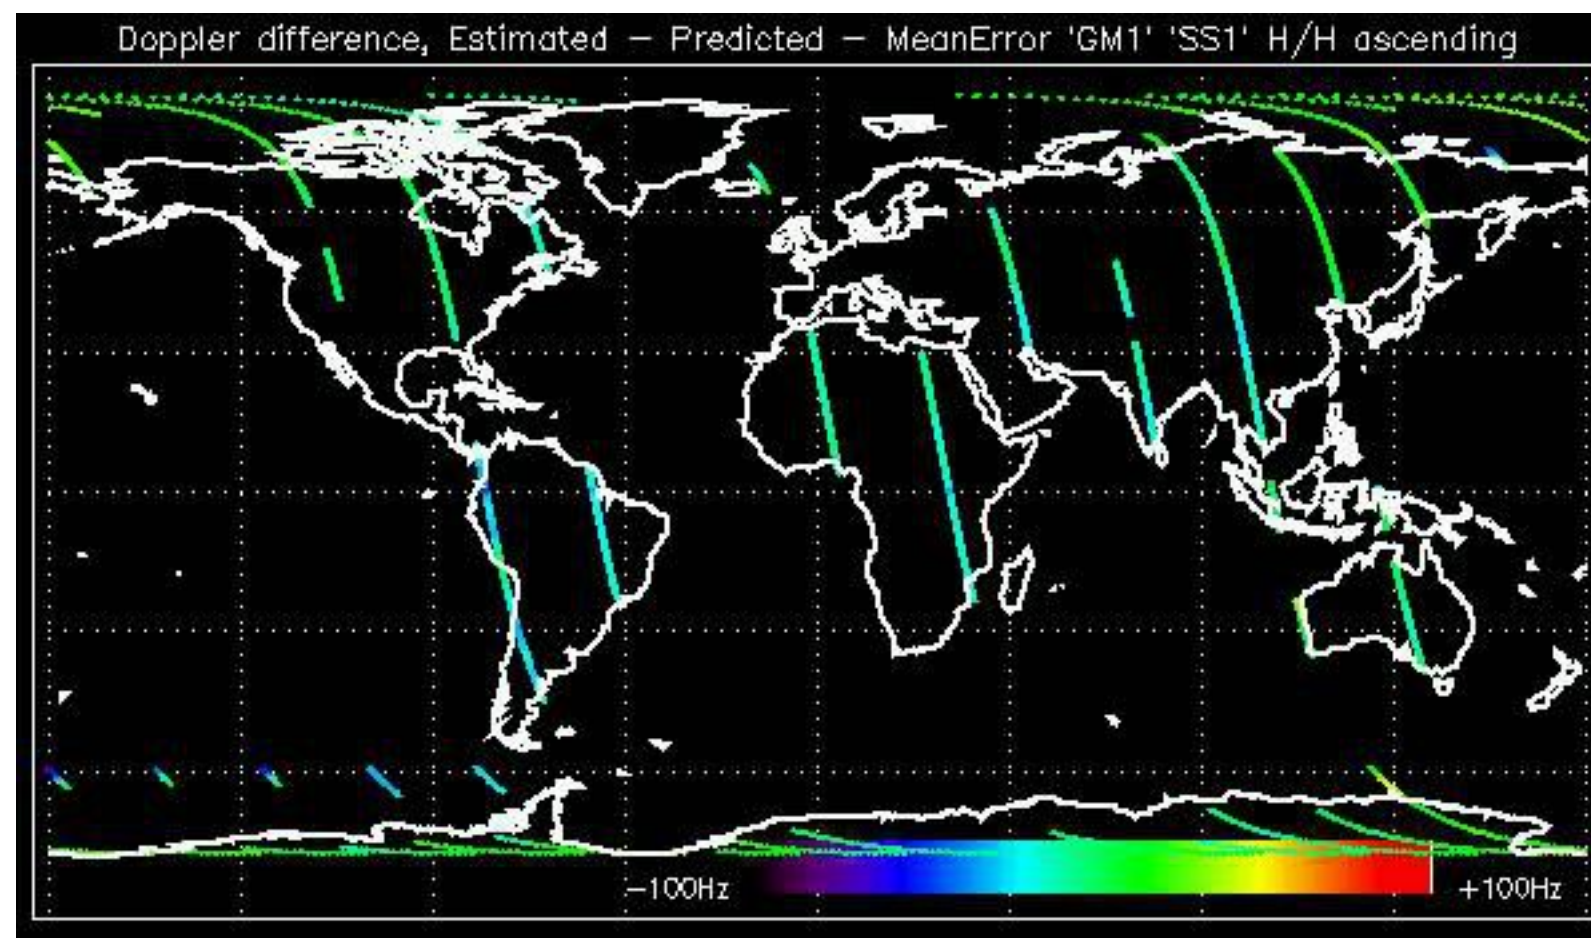 Doppler difference, Estimated – Predicted – MeanError 'GM1' 'SS1' H/H ascending
–100Hz
+100Hz